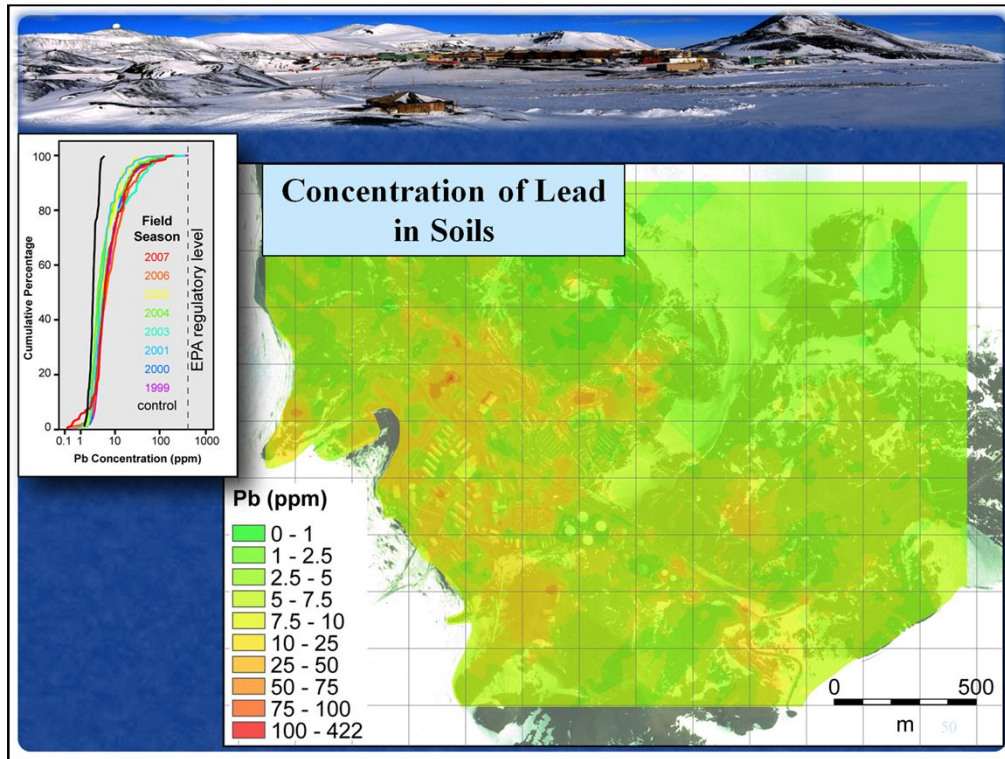 Concentration of Lead
in Soils
100
80
60
40
20
0
Cumulative Percentage
Field
Season
2007
2006
2005
2004
2003
2001
2000
1999
control
EPA regulatory level
0.1 1 10 100 1000
Pb Concentration (ppm)
Pb (ppm)
0 - 1
1 - 2.5
2.5 - 5
5 - 7.5
7.5 - 10
10 - 25
25 - 50
50 - 75
75 - 100
100 - 422
0 500
m
50